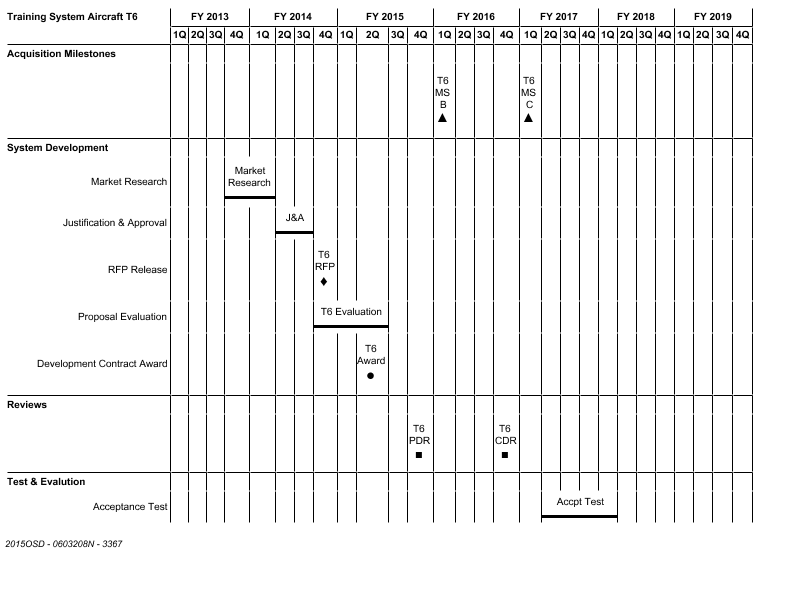 Training System Aircraft T6 FY 2013 FY 2014 FY 2015 FY 2016 FY 2017 FY 2018 FY 2019
1Q 2Q 3Q 4Q 1Q 2Q 3Q 4Q 1Q 2Q 3Q 4Q 1Q 2Q 3Q 4Q 1Q 2Q 3Q 4Q 1Q 2Q 3Q 4Q 1Q 2Q 3Q 4Q
Acquisition Milestones
T6 T6
MS MS
B C
System Development
Market
Market Research Research
J&A
Justification & Approval
T6
RFP Release RFP
Proposal Evaluation T6 Evaluation
T6
Development Contract Award Award
Reviews
T6 T6
PDR CDR
Test & Evalution
Acceptance Test Accpt Test
2015OSD - 0603208N - 3367